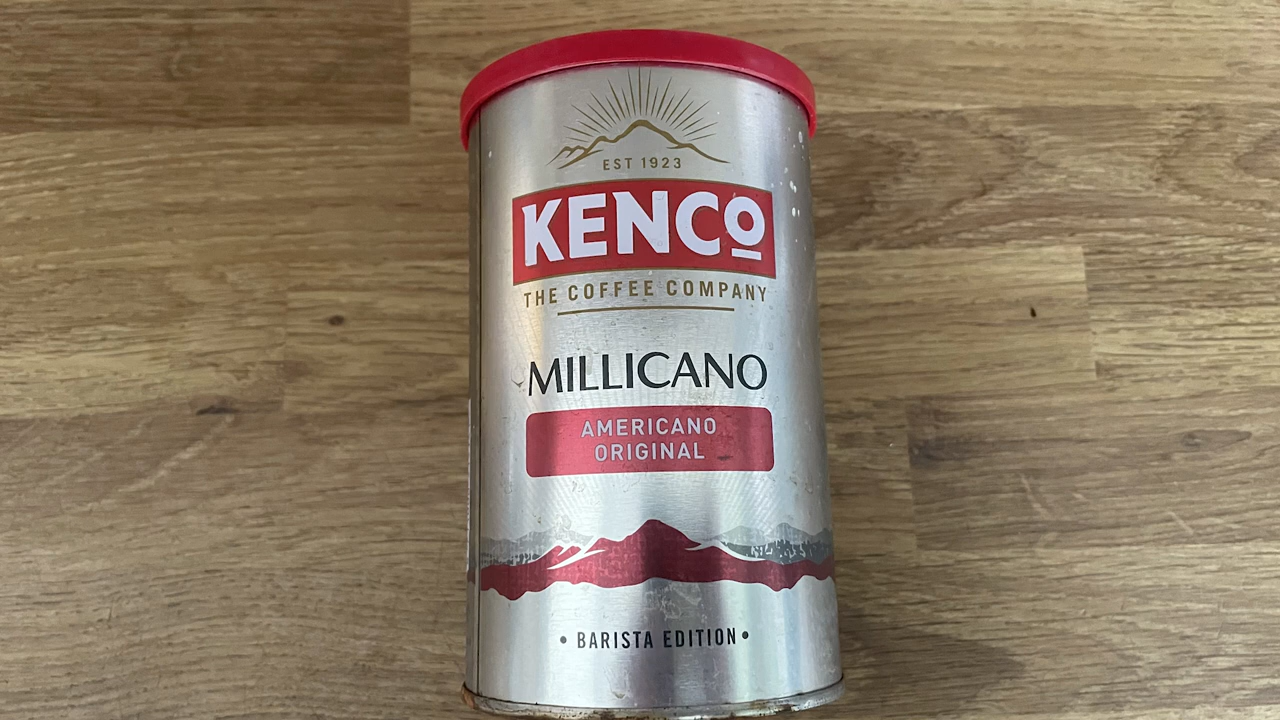 EST 1923
KENCO
THE COFFEE COMPANY
MILLICANO
AMERICANO
ORIGINAL
• BARISTA EDITION •